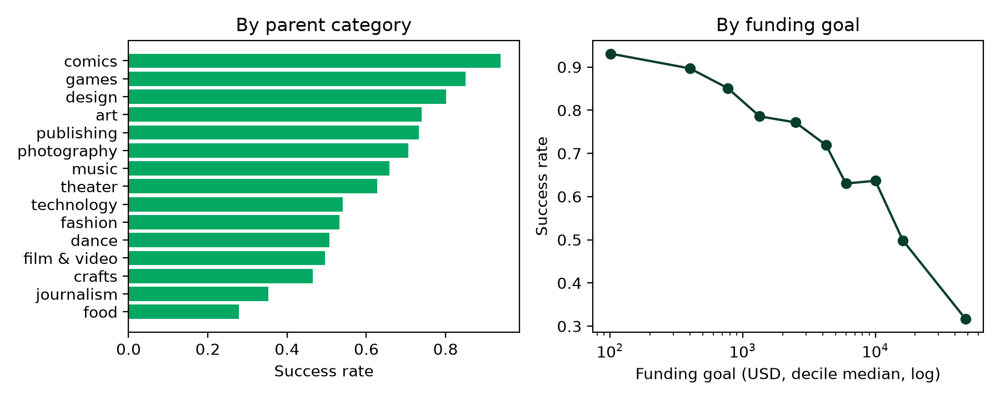 By parent category
comics
games
design
art
publishing
photography
music
theater
technology
fashion
dance
film & video
crafts
journalism
food
0.0 0.2 0.4 0.6 0.8
Success rate
By funding goal
Success rate
0.9
0.8
0.7
0.6
0.5
0.4
0.3
10² 10³ 10⁴
Funding goal (USD, decile median, log)